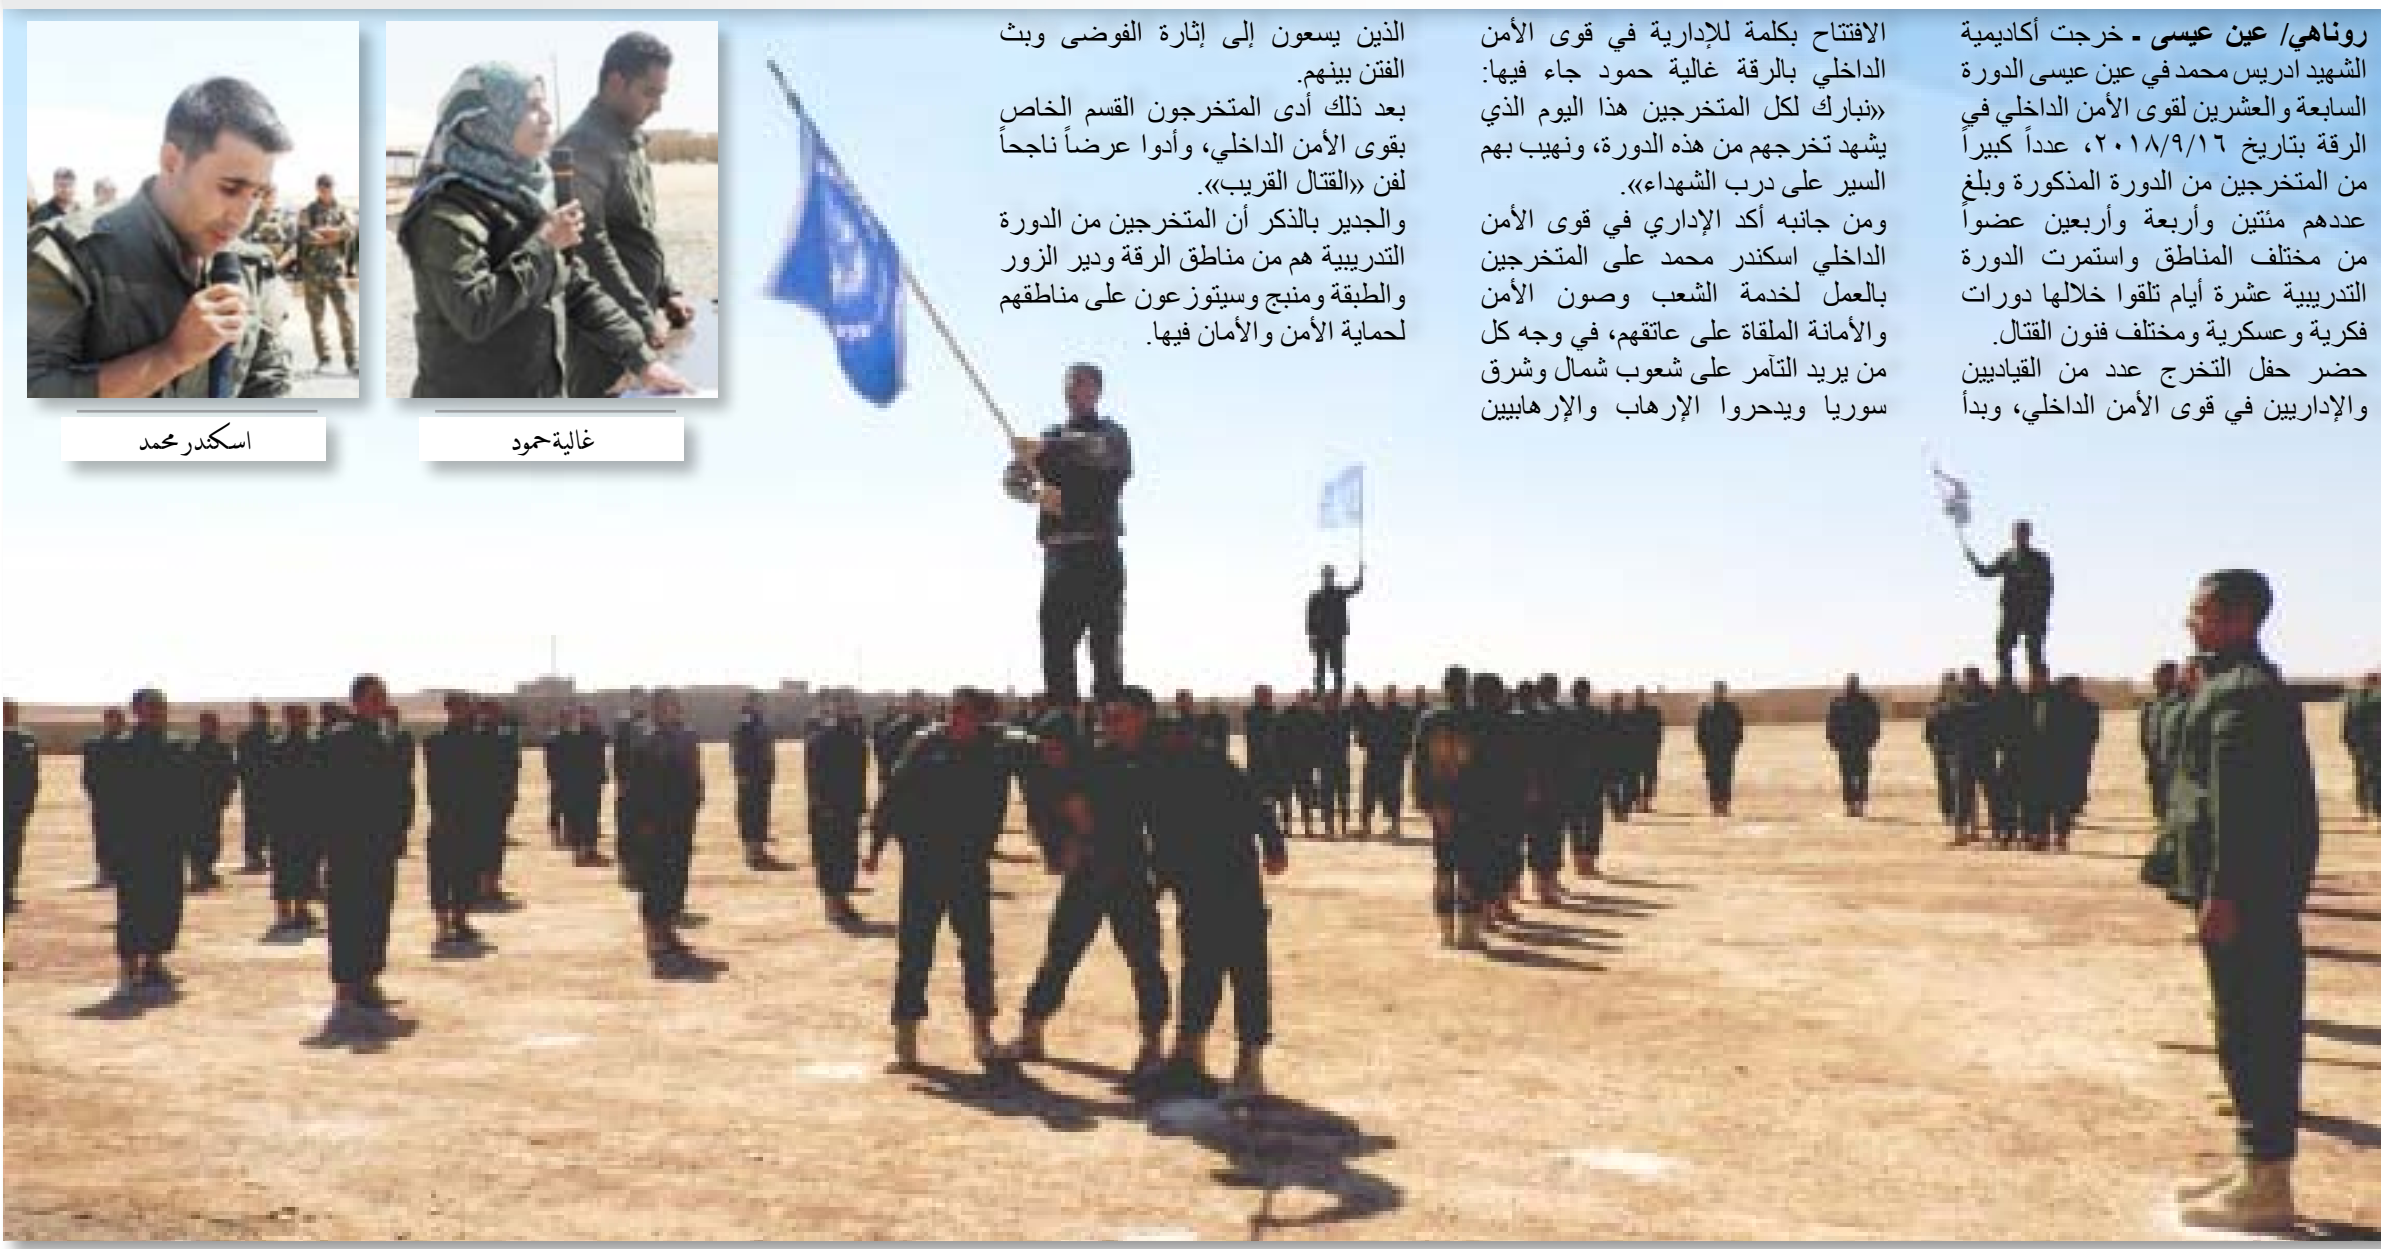 روناهي/ عين عيسى ـ خرجت أكاديمية
الشهيد ادريس محمد في عين عيسى الدورة
السابعة والعشرين لقوى الأمن الداخلي في
الرقة بتاريخ ٢٠١٨/٩/١٦، عدداً كبيراً
من المتخرجين من الدورة المذكورة وبلغ
عددهم مئتين وأربعة وأربعين عضواً
من مختلف المناطق واستمرت الدورة
التدريبية عشرة أيام تلقوا خلالها دورات
فكرية وعسكرية ومختلف فنون القتال.
حضر حفل التخرج عدد من القياديين
والإداريين في قوى الأمن الداخلي، وبدأ
الافتتاح بكلمة للإدارية في قوى الأمن
الداخلي بالرقة غالية حمود جاء فيها:
«نبارك لكل المتخرجين هذا اليوم الذي
يشهد تخرجهم من هذه الدورة، ونهيب بهم
السير على درب الشهداء».
ومن جانبه أكد الإداري في قوى الأمن
الداخلي اسكندر محمد على المتخرجين
بالعمل لخدمة الشعب وصون الأمن
والأمانة الملقاة على عاتقهم، في وجه كل
من يريد التآمر على شعوب شمال وشرق
سوريا ويدحروا الإرهاب والإرهابيين
الذين يسعون إلى إثارة الفوضى وبث
الفتن بينهم.
بعد ذلك أدى المتخرجون القسم الخاص
بقوى الأمن الداخلي، وأدوا عرضاً ناجحاً
لفن «القتال القريب».
والجدير بالذكر أن المتخرجين من الدورة
التدريبية هم من مناطق الرقة ودير الزور
والطبقة ومنبج وسيتوزعون على مناطقهم
لحماية الأمن والأمان فيها.
غالية حمود
اسكندر محمد